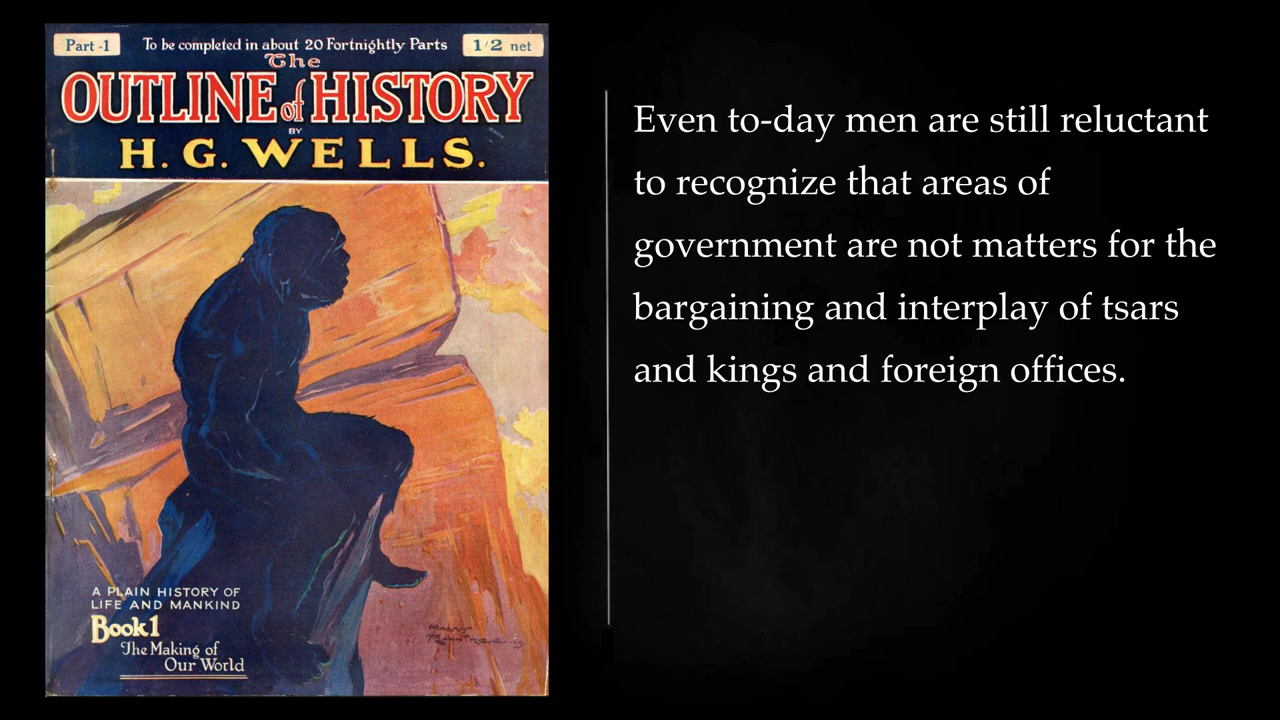 Part -1
To be completed in about 20 Fortnightly Parts
1/2 net
The
OUTLINE of HISTORY
BY
H. G. WELLS.
A PLAIN HISTORY OF
LIFE AND MANKIND
Book 1
The Making of
Our World
Even to-day men are still reluctant
to recognize that areas of
government are not matters for the
bargaining and interplay of tsars
and kings and foreign offices.